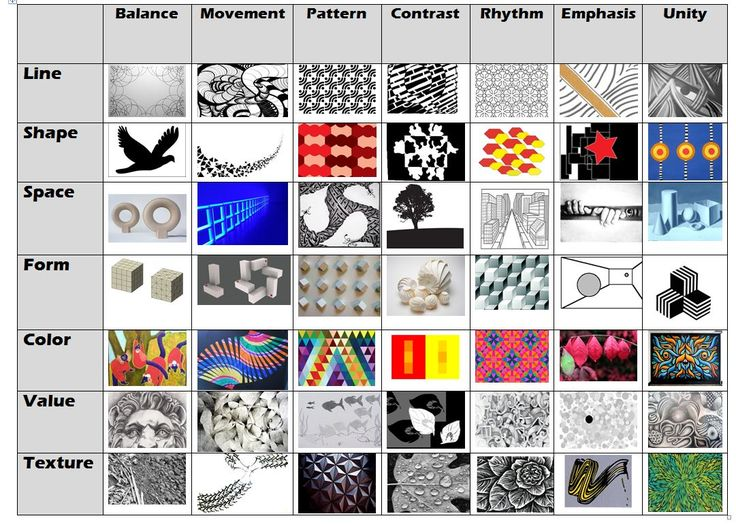 Balance Movement Pattern Contrast Rhythm Emphasis Unity
Line
Shape
Space
Form
Color
Value
Texture